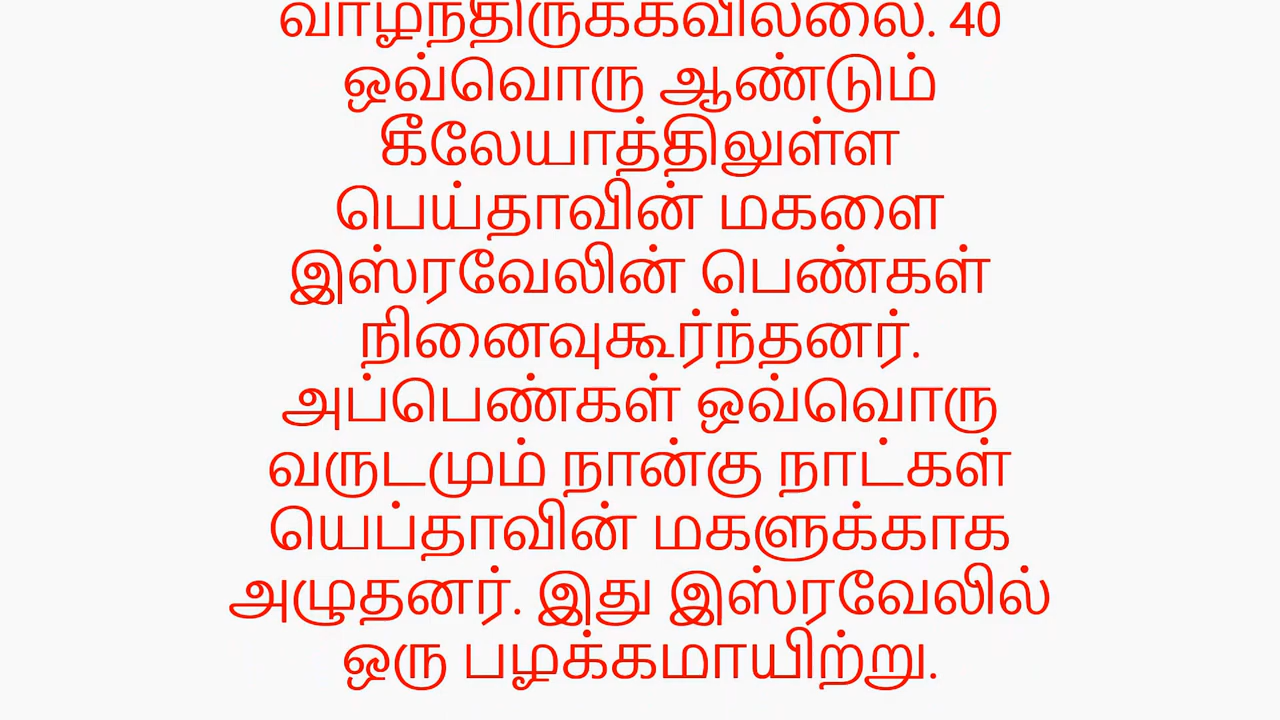 வாழ்ந்திருக்கவில்லை. 40
ஒவ்வொரு ஆண்டும்
கீலேயாத்திலுள்ள
பெய்தாவின் மகளை
இஸ்ரவேலின் பெண்கள்
நினைவுகூர்ந்தனர்.
அப்பெண்கள் ஒவ்வொரு
வருடமும் நான்கு நாட்கள்
யெப்தாவின் மகளுக்காக
அழுதனர். இது இஸ்ரவேலில்
ஒரு பழக்கமாயிற்று.